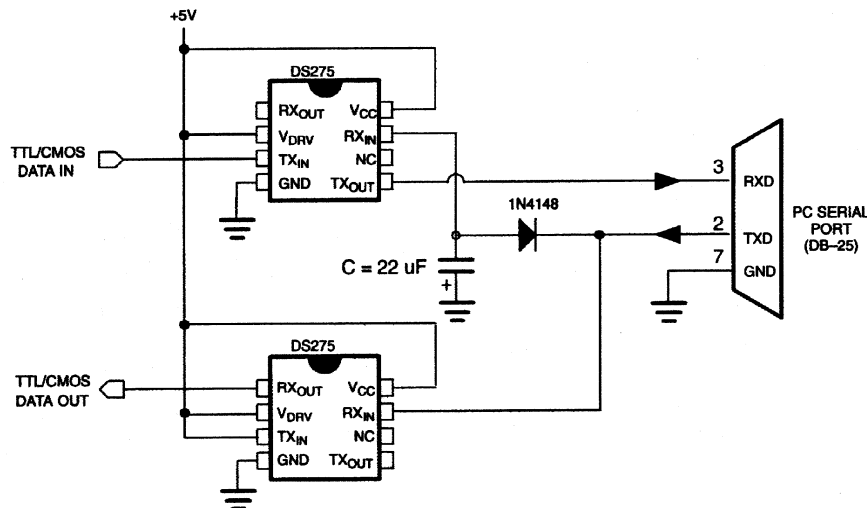 +5V
DS275
RXOUT
VCC
VDRV
RXIN
TTL/CMOS
DATA IN
TXIN
NC
GND
TXOUT
3
RXD
1N4148
PC SERIAL
PORT
(DB–25)
2
TXD
7
GND
C = 22 uF
+
DS275
TTL/CMOS
DATA OUT
RXOUT
VCC
VDRV
RXIN
TXIN
NC
GND
TXOUT